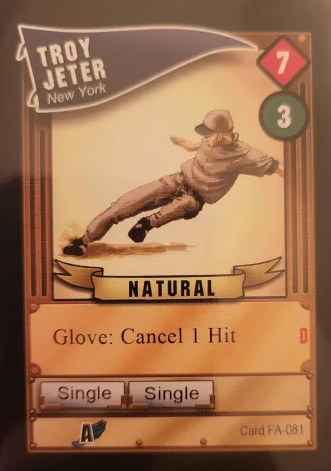 TROY
JETER
New York
7
3
NATURAL
Glove: Cancel 1 Hit
D
Single Single
A
Card FA-081